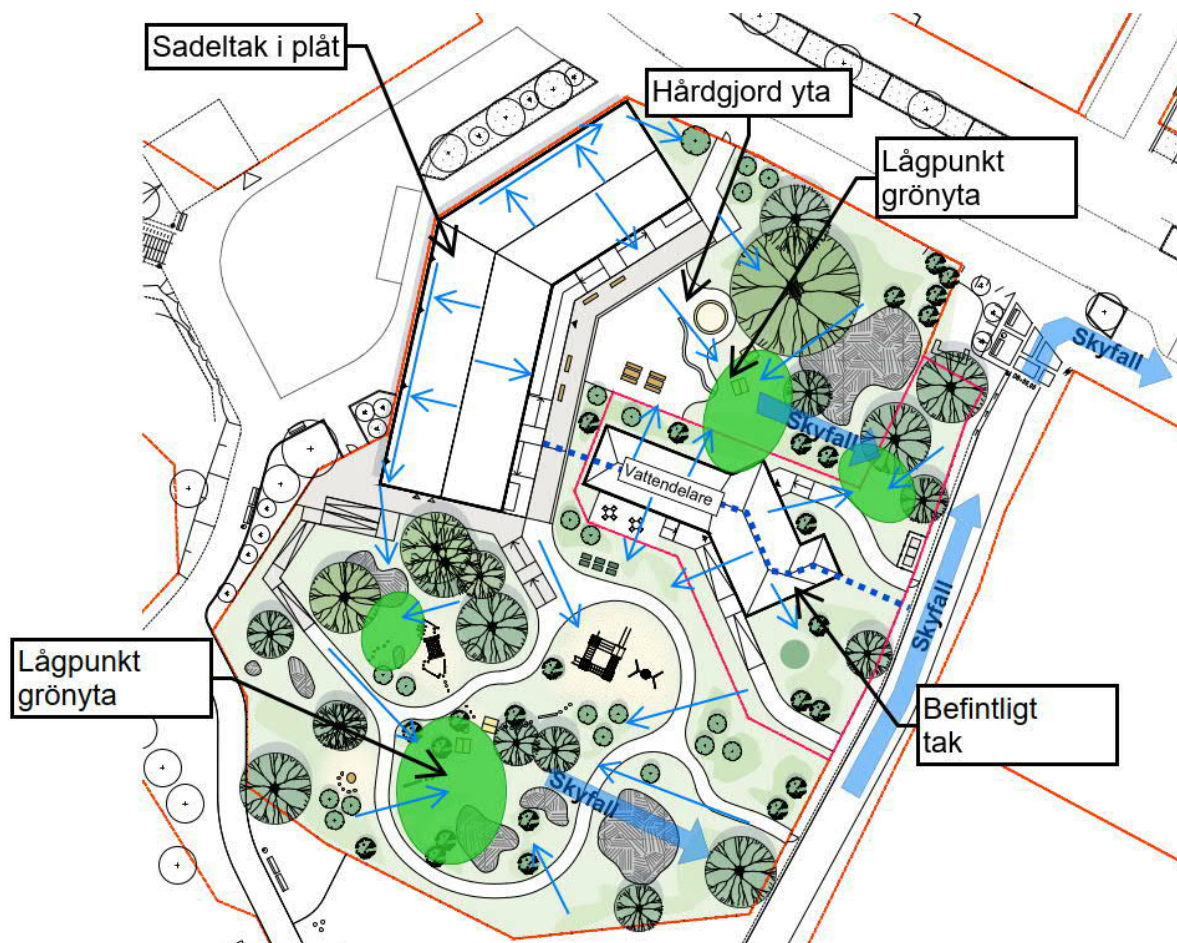 Sadeltak i plåt
Hårdgjord yta
Lågpunkt
grönyta
Skyfall
Skyfall
Vattendelare
Skyfall
Lågpunkt
grönyta
Befintligt
tak
Skyfall